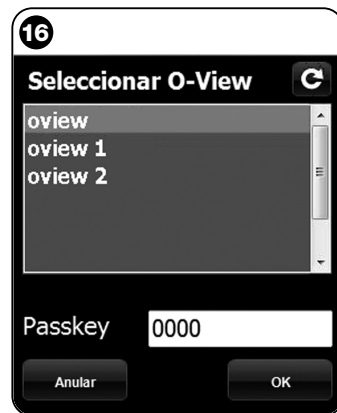 16
Seleccionar O-View
oview
oview 1
oview 2
Passkey 0000
Anular OK